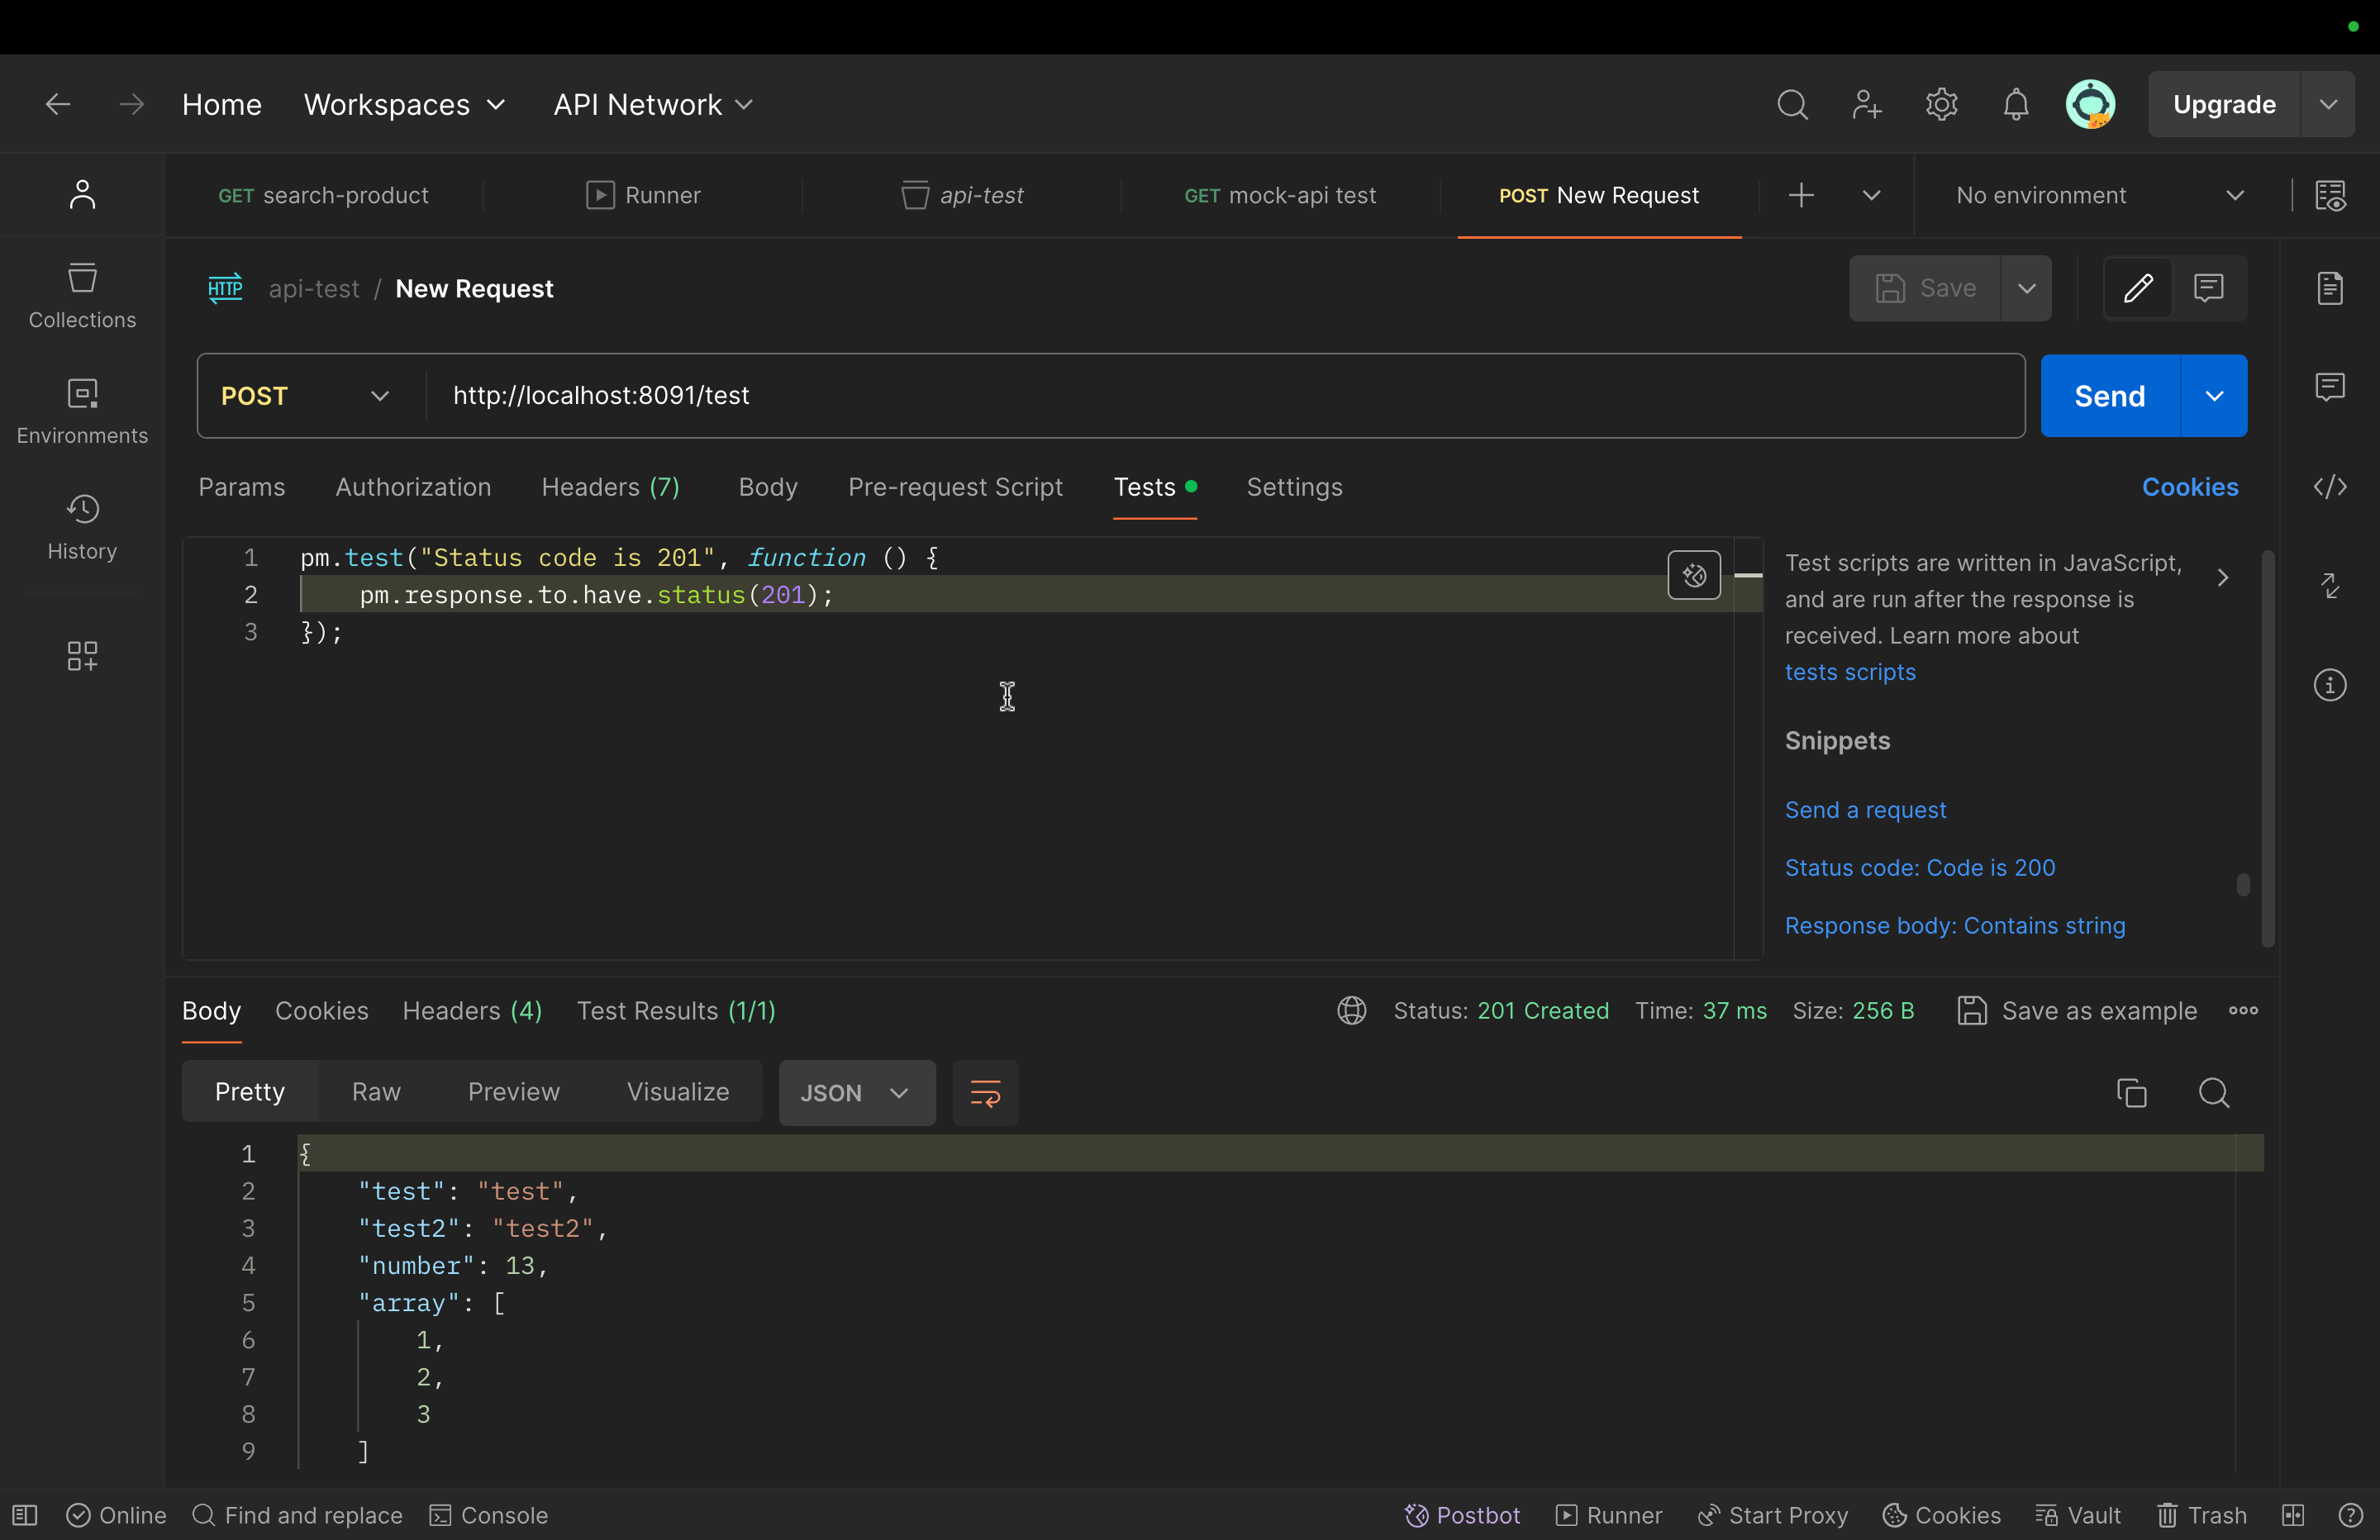 Home Workspaces API Network Upgrade
GET search-product Runner api-test GET mock-api test POST New Request No environment
HTTP api-test / New Request Save
Collections
Environments
History
POST http://localhost:8091/test Send
Params Authorization Headers (7) Body Pre-request Script Tests Settings Cookies
1 pm.test("Status code is 201", function () {
2 pm.response.to.have.status(201);
3 });
Test scripts are written in JavaScript,
and are run after the response is
received. Learn more about
tests scripts
Snippets
Send a request
Status code: Code is 200
Response body: Contains string
Body Cookies Headers (4) Test Results (1/1) Status: 201 Created Time: 37 ms Size: 256 B Save as example
Pretty Raw Preview Visualize JSON
1 {
2 "test": "test",
3 "test2": "test2",
4 "number": 13,
5 "array": [
6 1,
7 2,
8 3
9 ]
Online Find and replace Console Postbot Runner Start Proxy Cookies Vault Trash